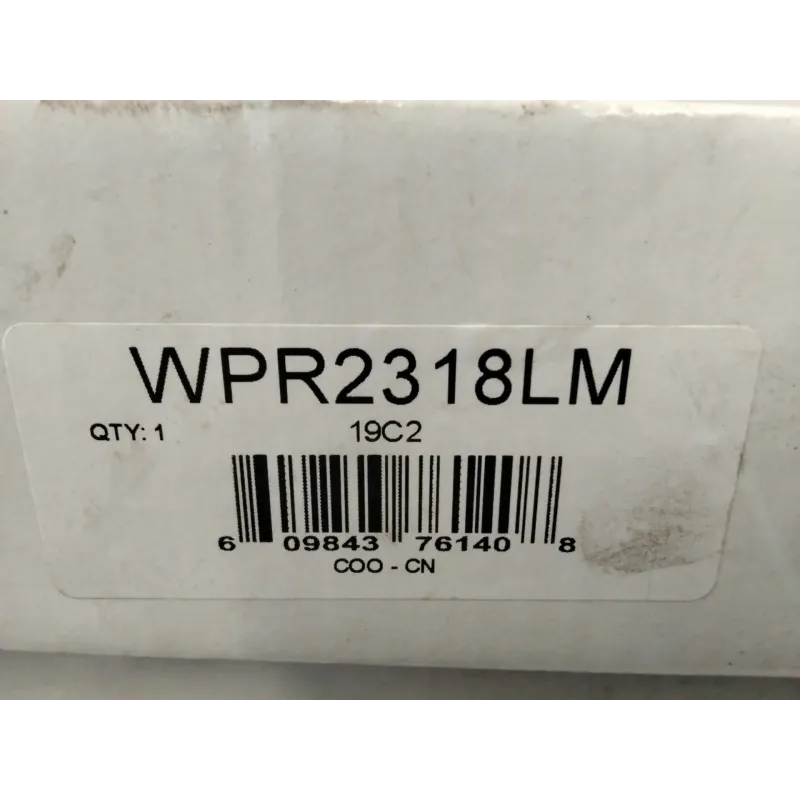 WPR2318LM
QTY: 1 19C2
6 09843 76140 8
COO - CN